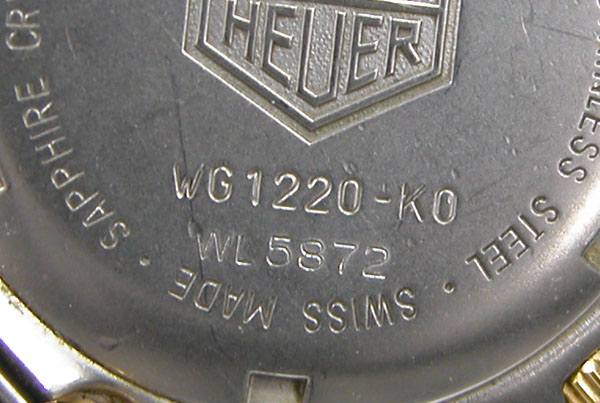 HEUER
WG1220-K0
WL5872
SAPPHIRE CR
· SWISS MADE ·
STEEL